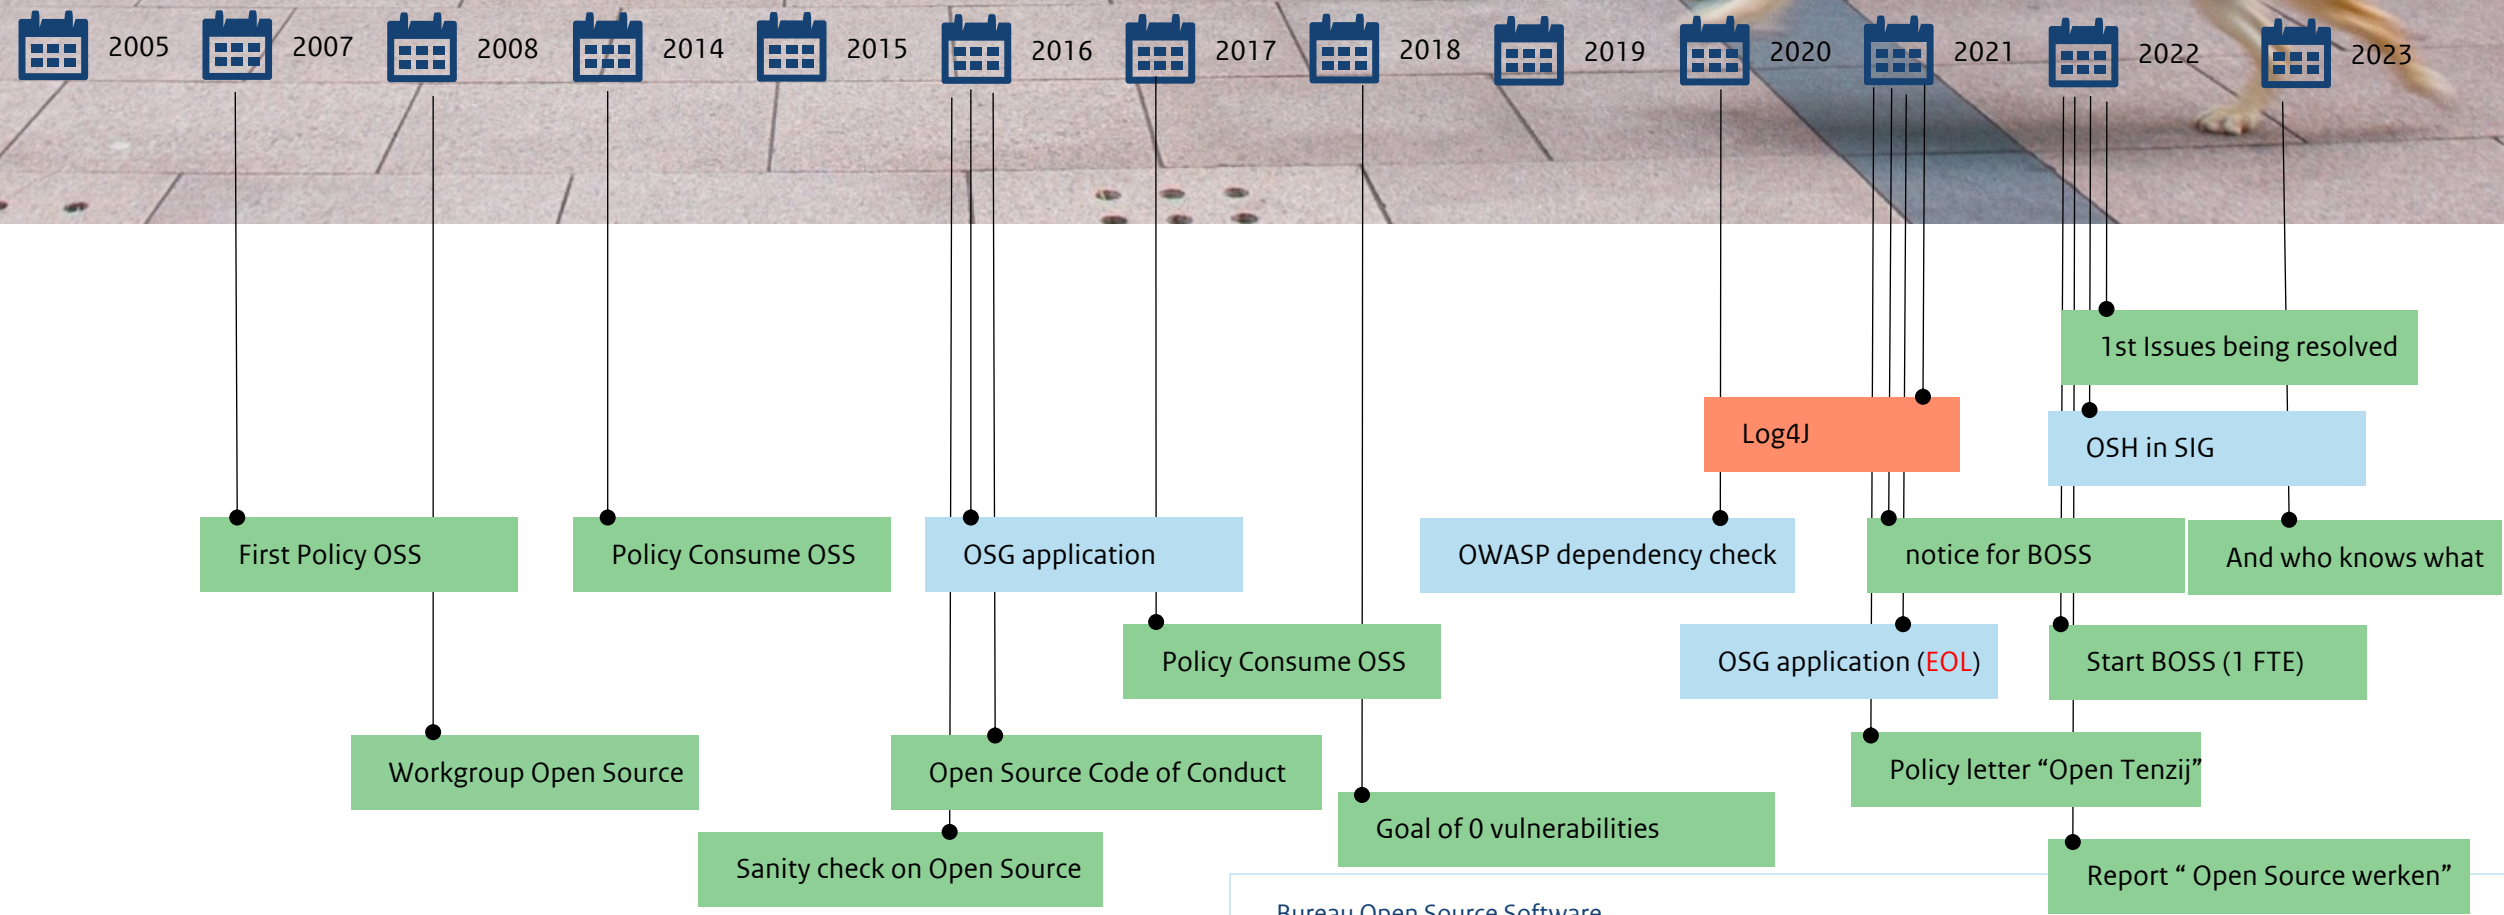 2005
2007
2008
2014
2015
2016
2017
2018
2019
2020
2021
2022
2023
1st Issues being resolved
Log4J
OSH in SIG
First Policy OSS
Policy Consume OSS
OSG application
OWASP dependency check
notice for BOSS
And who knows what
Policy Consume OSS
OSG application (EOL)
Start BOSS (1 FTE)
Workgroup Open Source
Open Source Code of Conduct
Policy letter “Open Tenzij”
Goal of 0 vulnerabilities
Sanity check on Open Source
Report “ Open Source werken”
Bureau Open Source Software